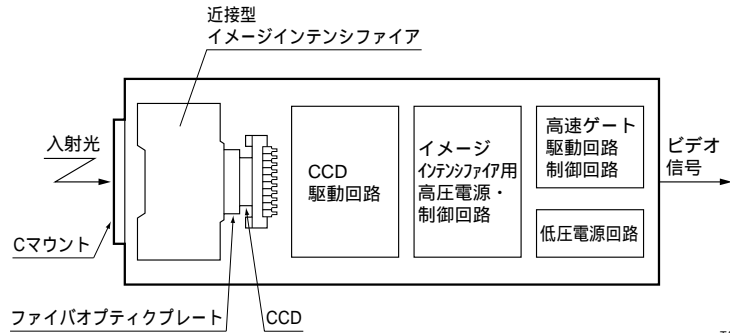 近接型
イメージインテンシファイア
入射光
Cマウント
CCD
駆動回路
イメージ
インテンシファイア用
高圧電源・
制御回路
高速ゲート
駆動回路
制御回路
低圧電源回路
ビデオ
信号
ファイバオプティクプレート
CCD